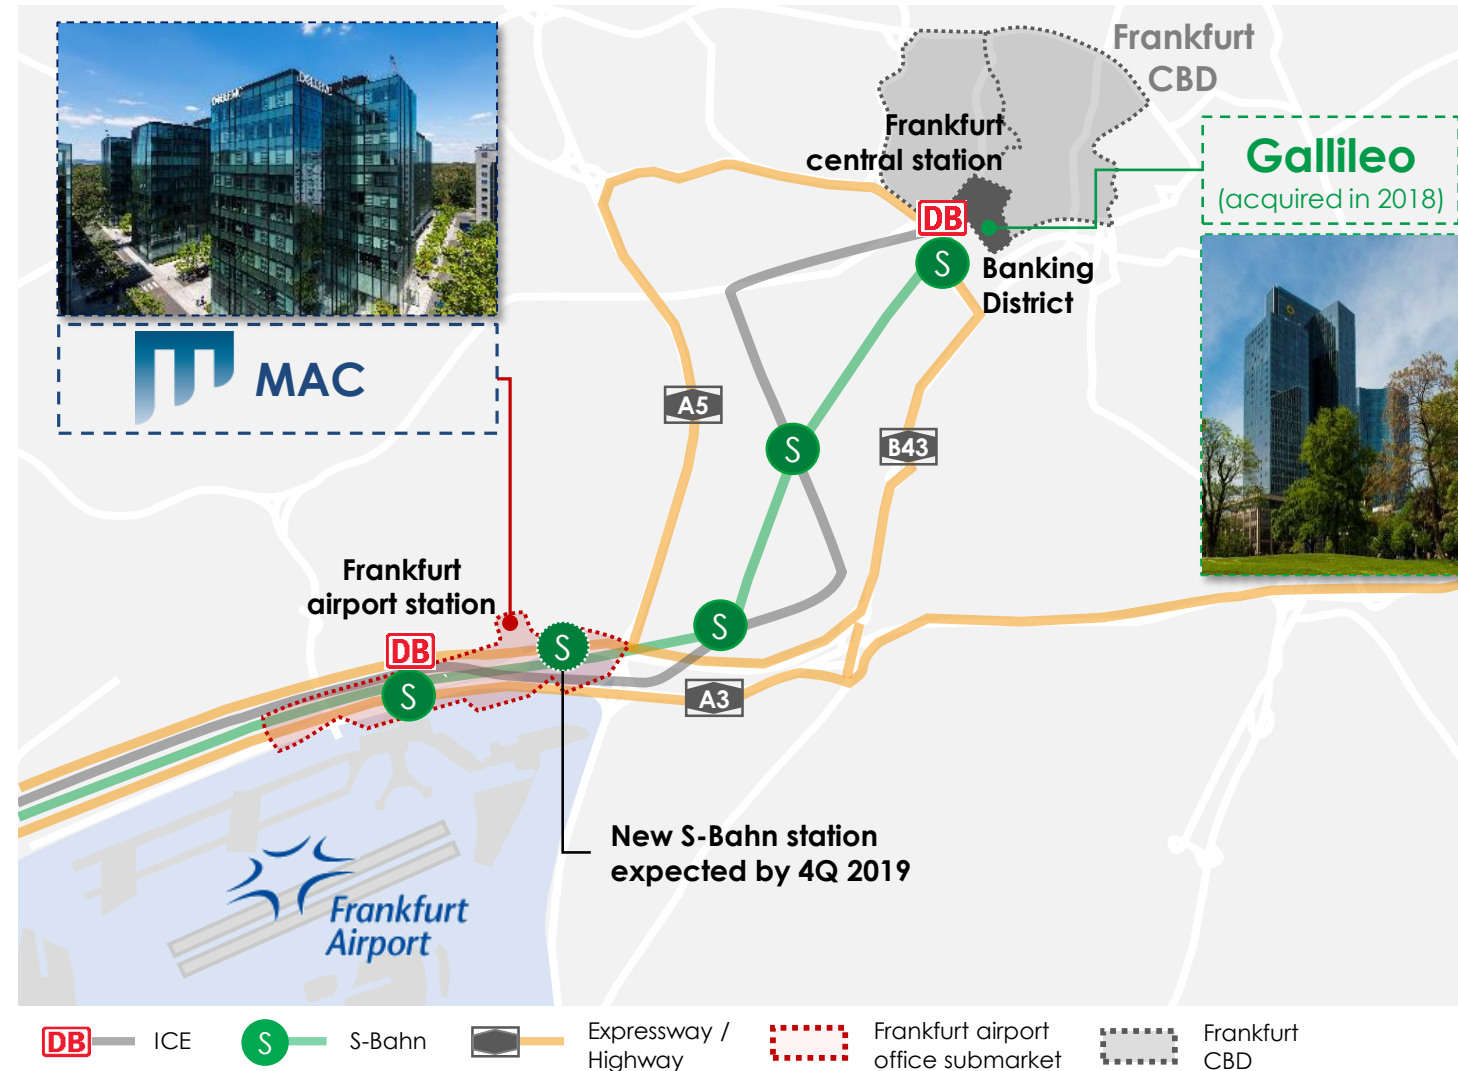 Frankfurt
CBD
Frankfurt
central station
DB
S
Banking
District
Gallileo
(acquired in 2018)
MAC
A5
B43
S
Frankfurt
airport station
DB
S
S
S
A3
New S-Bahn station
expected by 4Q 2019
Frankfurt
Airport
DB
ICE
S
S-Bahn
Expressway /
Highway
Frankfurt airport
office submarket
Frankfurt
CBD